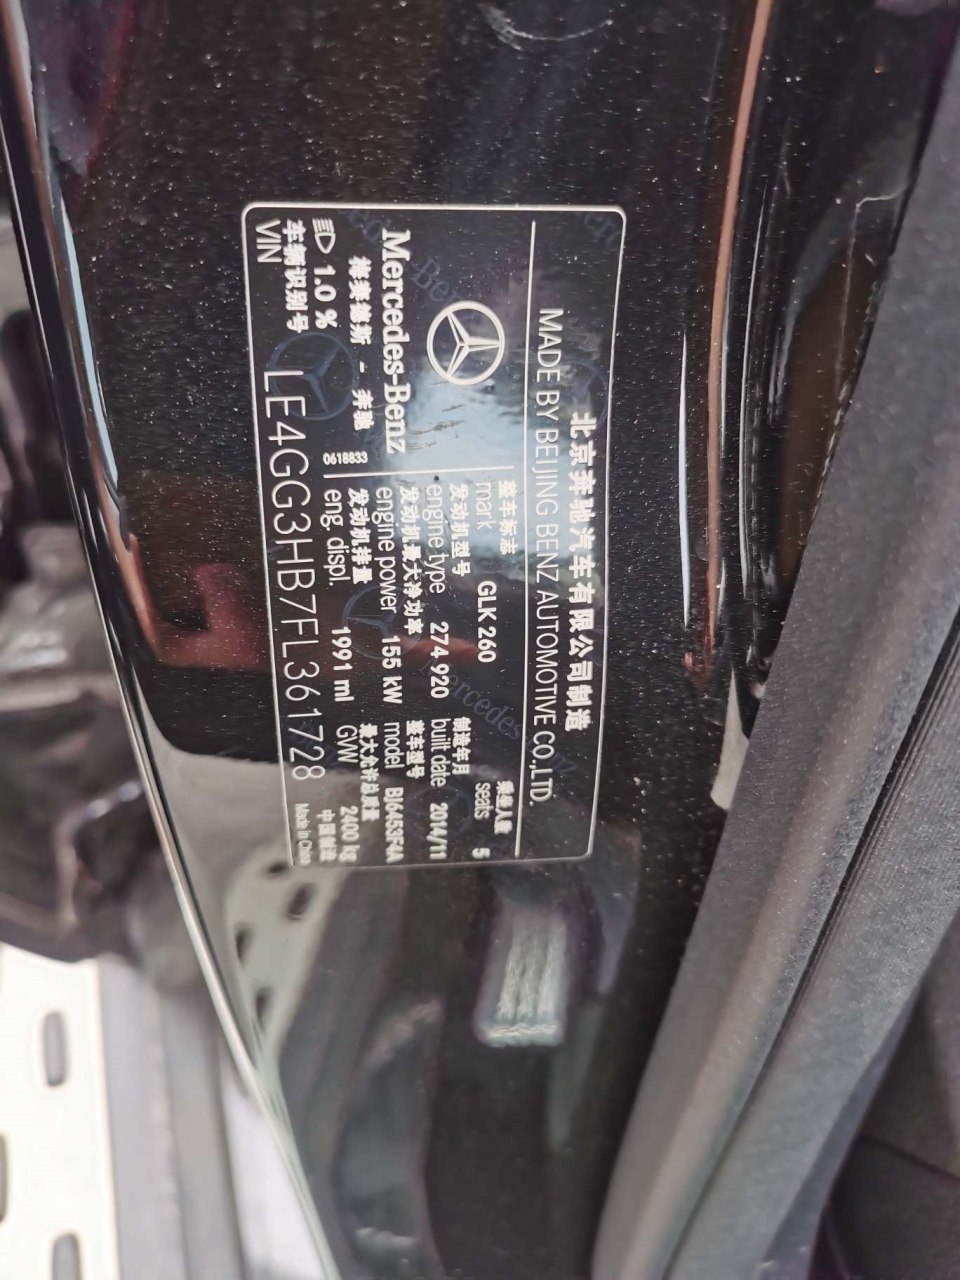 北京奔驰汽车有限公司制造
MADE BY BEIJING BENZ AUTOMOTIVE CO.,LTD.
整车标志
mark GLK 260
乘坐人数
seats 5
发动机型号
engine type 274 920
制造年月
built date 2014/11
发动机最大净功率
engine power 155 kW
整车型号
model BJ6453F4A
发动机排量
eng. displ. 1991 ml
最大允许总质量
GVW 2400 kg
Mercedes-Benz
梅赛德斯 - 奔驰
0618833
1.0 %
车辆识别号
VIN LE4GG3HB7FL361728
中国制造
Made in China